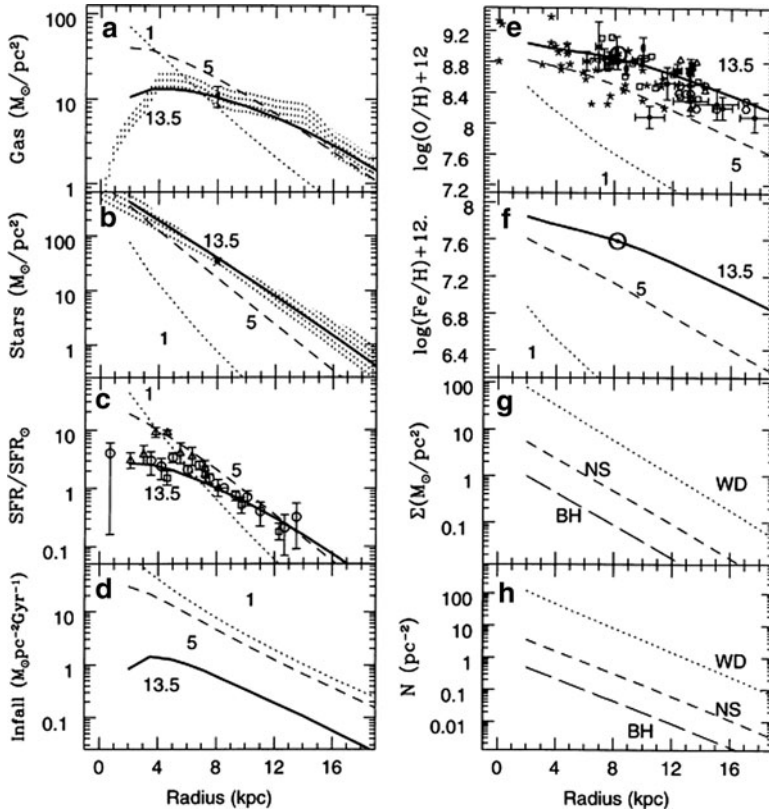 a
Gas (M⊙/pc²)
100
10
1
1
5
13.5
b
Stars (M⊙/pc²)
100
10
1
13.5
5
1
c
SFR/SFR⊙
10
1
0.1
1
5
13.5
d
Infall (M⊙pc⁻²Gyr⁻¹)
10
1
0.1
1
5
13.5
0 4 8 12 16
Radius (kpc)
e
log(O/H)+12
9.2
8.8
8.4
8
7.6
7.2
13.5
5
1
f
log(Fe/H)+12.
8
7.6
7.2
6.8
6.4
13.5
5
1
g
Σ(M⊙/pc²)
100
10
1
0.1
NS
BH
WD
h
N (pc⁻²)
100
10
1
0.1
0.01
WD
NS
BH
0 4 8 12 16
Radius (kpc)